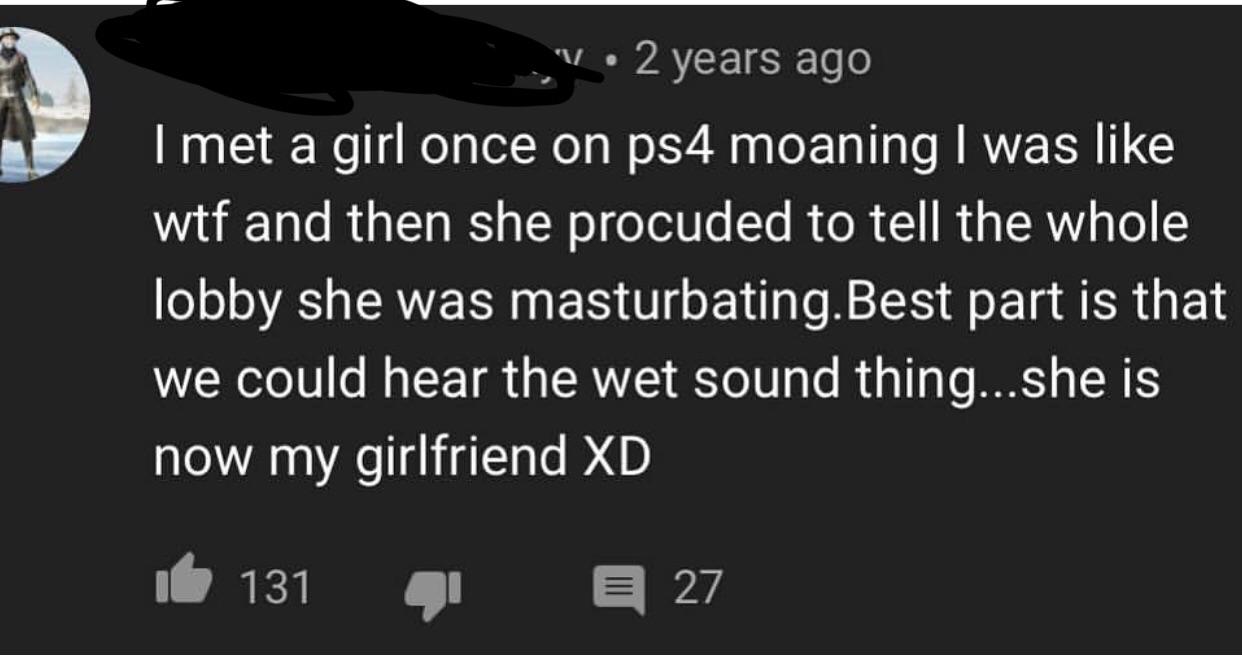 • 2 years ago
I met a girl once on ps4 moaning I was like
wtf and then she procuded to tell the whole
lobby she was masturbating.Best part is that
we could hear the wet sound thing...she is
now my girlfriend XD
131 27